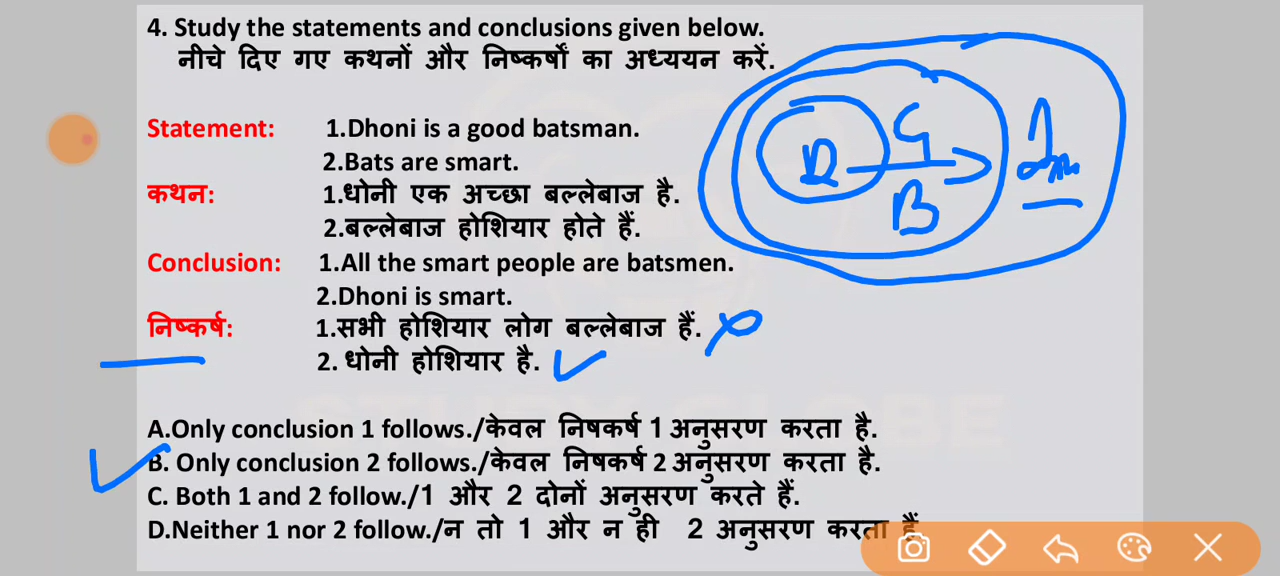 4. Study the statements and conclusions given below.
नीचे दिए गए कथनों और निष्कर्षों का अध्ययन करें.
Statement: 1.Dhoni is a good batsman.
2.Bats are smart.
कथन: 1.धोनी एक अच्छा बल्लेबाज है.
2.बल्लेबाज होशियार होते हैं.
Conclusion: 1.All the smart people are batsmen.
2.Dhoni is smart.
निष्कर्ष: 1.सभी होशियार लोग बल्लेबाज हैं.
2. धोनी होशियार है.
A.Only conclusion 1 follows./केवल निषकर्ष 1 अनुसरण करता है.
B. Only conclusion 2 follows./केवल निषकर्ष 2 अनुसरण करता है.
C. Both 1 and 2 follow./1 और 2 दोनों अनुसरण करते हैं.
D.Neither 1 nor 2 follow./न तो 1 और न ही 2 अनुसरण करता हैं
D
G
B